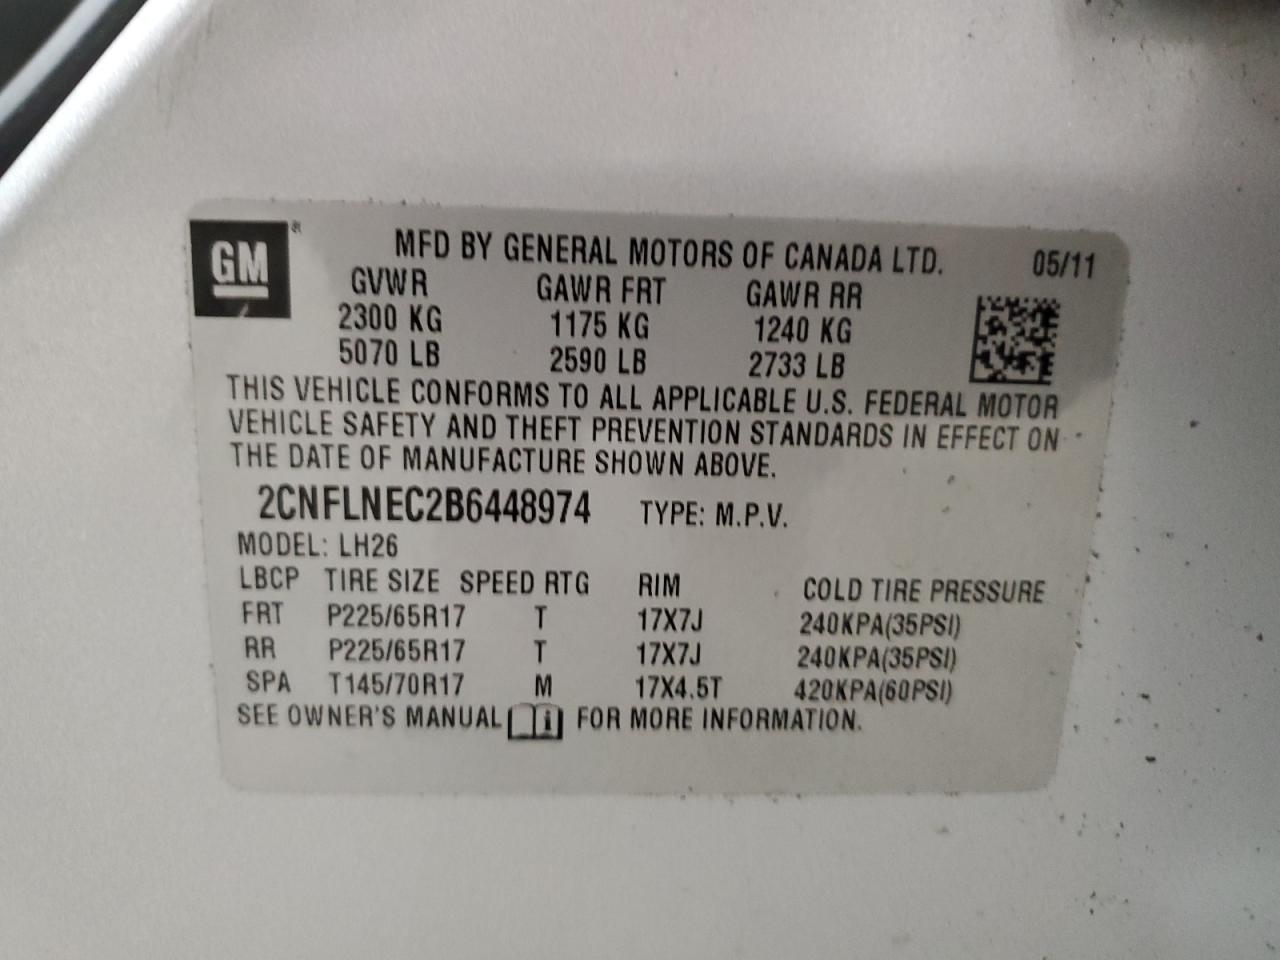 GM ®
MFD BY GENERAL MOTORS OF CANADA LTD. 05/11
GVWR GAWR FRT GAWR RR
2300 KG 1175 KG 1240 KG
5070 LB 2590 LB 2733 LB
THIS VEHICLE CONFORMS TO ALL APPLICABLE U.S. FEDERAL MOTOR
VEHICLE SAFETY AND THEFT PREVENTION STANDARDS IN EFFECT ON
THE DATE OF MANUFACTURE SHOWN ABOVE.
2CNFLNEC2B6448974 TYPE: M.P.V.
MODEL: LH26
LBCP TIRE SIZE SPEED RTG RIM COLD TIRE PRESSURE
FRT P225/65R17 T 17X7J 240KPA(35PSI)
RR P225/65R17 T 17X7J 240KPA(35PSI)
SPA T145/70R17 M 17X4.5T 420KPA(60PSI)
SEE OWNER'S MANUAL i FOR MORE INFORMATION.